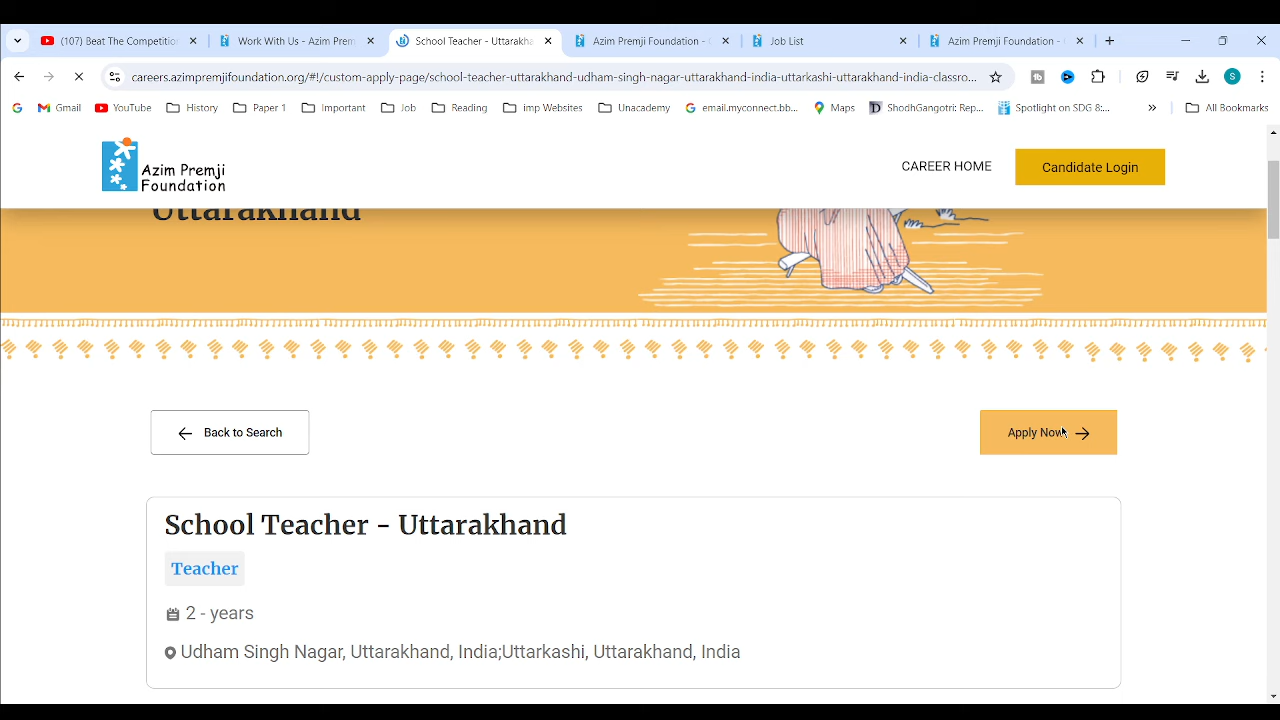 (107) Beat The Competitio
Work With Us - Azim Prem
School Teacher - Uttarakha
Azim Premji Foundation -
Job List
Azim Premji Foundation -
careers.azimpremjifoundation.org/#!/custom-apply-page/school-teacher-uttarakhand-udham-singh-nagar-uttarakhand-india-uttarkashi-uttarakhand-india-classro...
S
G Gmail YouTube History Paper 1 Important Job Reading imp Websites Unacademy G email.myconnect.bb... Maps D ShodhGangotri: Rep... Spotlight on SDG 8:... » All Bookmarks
Azim Premji
Foundation
CAREER HOME
Candidate Login
Uttarakhand
Back to Search
Apply Now
School Teacher - Uttarakhand
Teacher
2 - years
Udham Singh Nagar, Uttarakhand, India;Uttarkashi, Uttarakhand, India